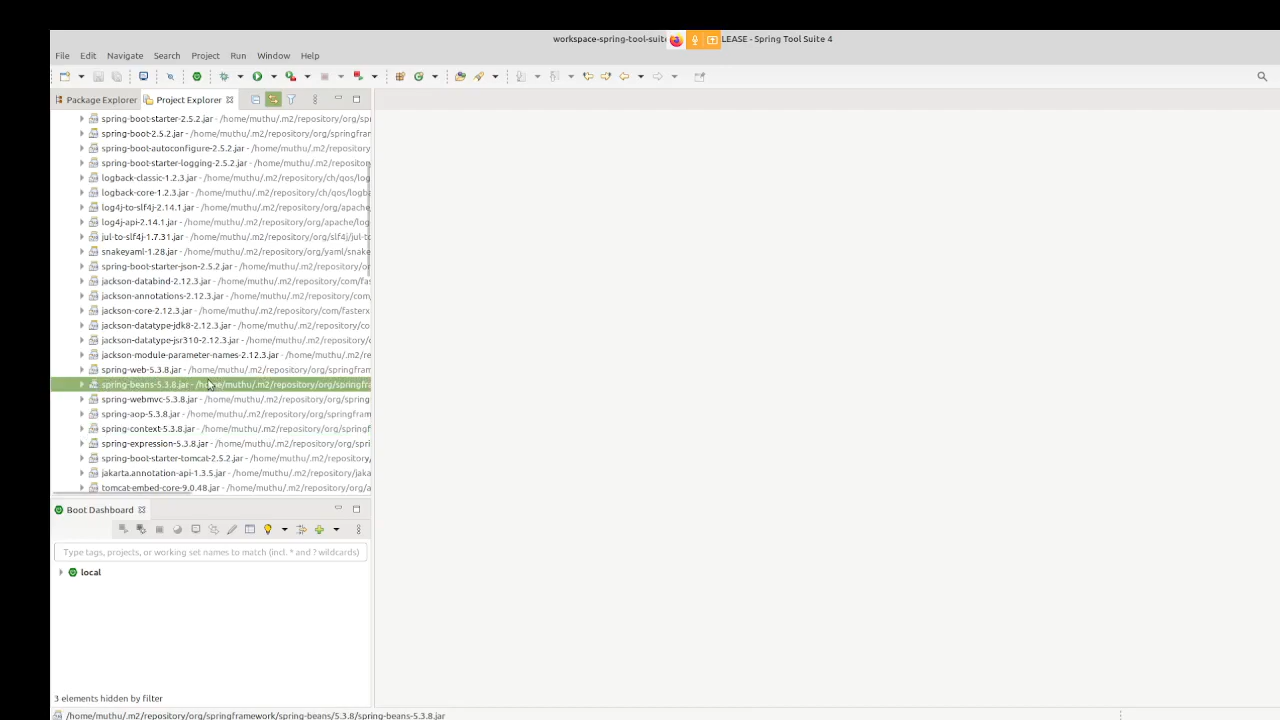 workspace-spring-tool-suite LEASE - Spring Tool Suite 4
File Edit Navigate Search Project Run Window Help
Package Explorer Project Explorer
spring-boot-starter-2.5.2.jar - /home/muthu/.m2/repository/org/sp
spring-boot-2.5.2.jar - /home/muthu/.m2/repository/org/springfran
spring-boot-autoconfigure-2.5.2.jar - /home/muthu/.m2/repository
spring-boot-starter-logging-2.5.2.jar - /home/muthu/.m2/repository
logback-classic-1.2.3.jar - /home/muthu/.m2/repository/ch/qos/log
logback-core-1.2.3.jar - /home/muthu/.m2/repository/ch/qos/logba
log4j-to-slf4j-2.14.1.jar - /home/muthu/.m2/repository/org/apache
log4j-api-2.14.1.jar - /home/muthu/.m2/repository/org/apache/log
jul-to-slf4j-1.7.31.jar - /home/muthu/.m2/repository/org/slf4j/jul-to
snakeyaml-1.28.jar - /home/muthu/.m2/repository/org/yaml/snake
spring-boot-starter-json-2.5.2.jar - /home/muthu/.m2/repository/or
jackson-databind-2.12.3.jar - /home/muthu/.m2/repository/com/fas
jackson-annotations-2.12.3.jar - /home/muthu/.m2/repository/com
jackson-core-2.12.3.jar - /home/muthu/.m2/repository/com/fasterx
jackson-datatype-jdk8-2.12.3.jar - /home/muthu/.m2/repository/co
jackson-datatype-jsr310-2.12.3.jar - /home/muthu/.m2/repository/c
jackson-module-parameter-names-2.12.3.jar - /home/muthu/.m2/re
spring-web-5.3.8.jar - /home/muthu/.m2/repository/org/springfram
spring-beans-5.3.8.jar - /home/muthu/.m2/repository/org/springfra
spring-webmvc-5.3.8.jar - /home/muthu/.m2/repository/org/spring
spring-aop-5.3.8.jar - /home/muthu/.m2/repository/org/springfram
spring-context-5.3.8.jar - /home/muthu/.m2/repository/org/springf
spring-expression-5.3.8.jar - /home/muthu/.m2/repository/org/spri
spring-boot-starter-tomcat-2.5.2.jar - /home/muthu/.m2/repository
jakarta.annotation-api-1.3.5.jar - /home/muthu/.m2/repository/jaka
tomcat-embed-core-9.0.48.jar - /home/muthu/.m2/repository/org/a
Boot Dashboard
Type tags, projects, or working set names to match (incl. * and ? wildcards)
local
3 elements hidden by filter
/home/muthu/.m2/repository/org/springframework/spring-beans/5.3.8/spring-beans-5.3.8.jar